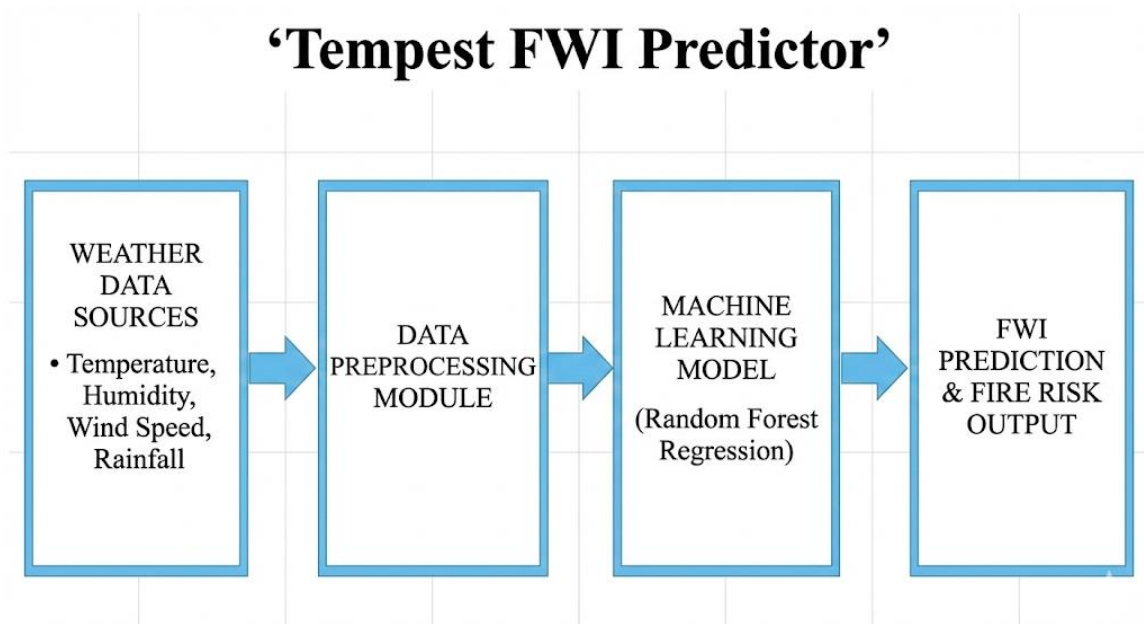 ‘Tempest FWI Predictor’
WEATHER
DATA
SOURCES
• Temperature,
Humidity,
Wind Speed,
Rainfall
DATA
PREPROCESSING
MODULE
MACHINE
LEARNING
MODEL
(Random Forest
Regression)
FWI
PREDICTION
& FIRE RISK
OUTPUT